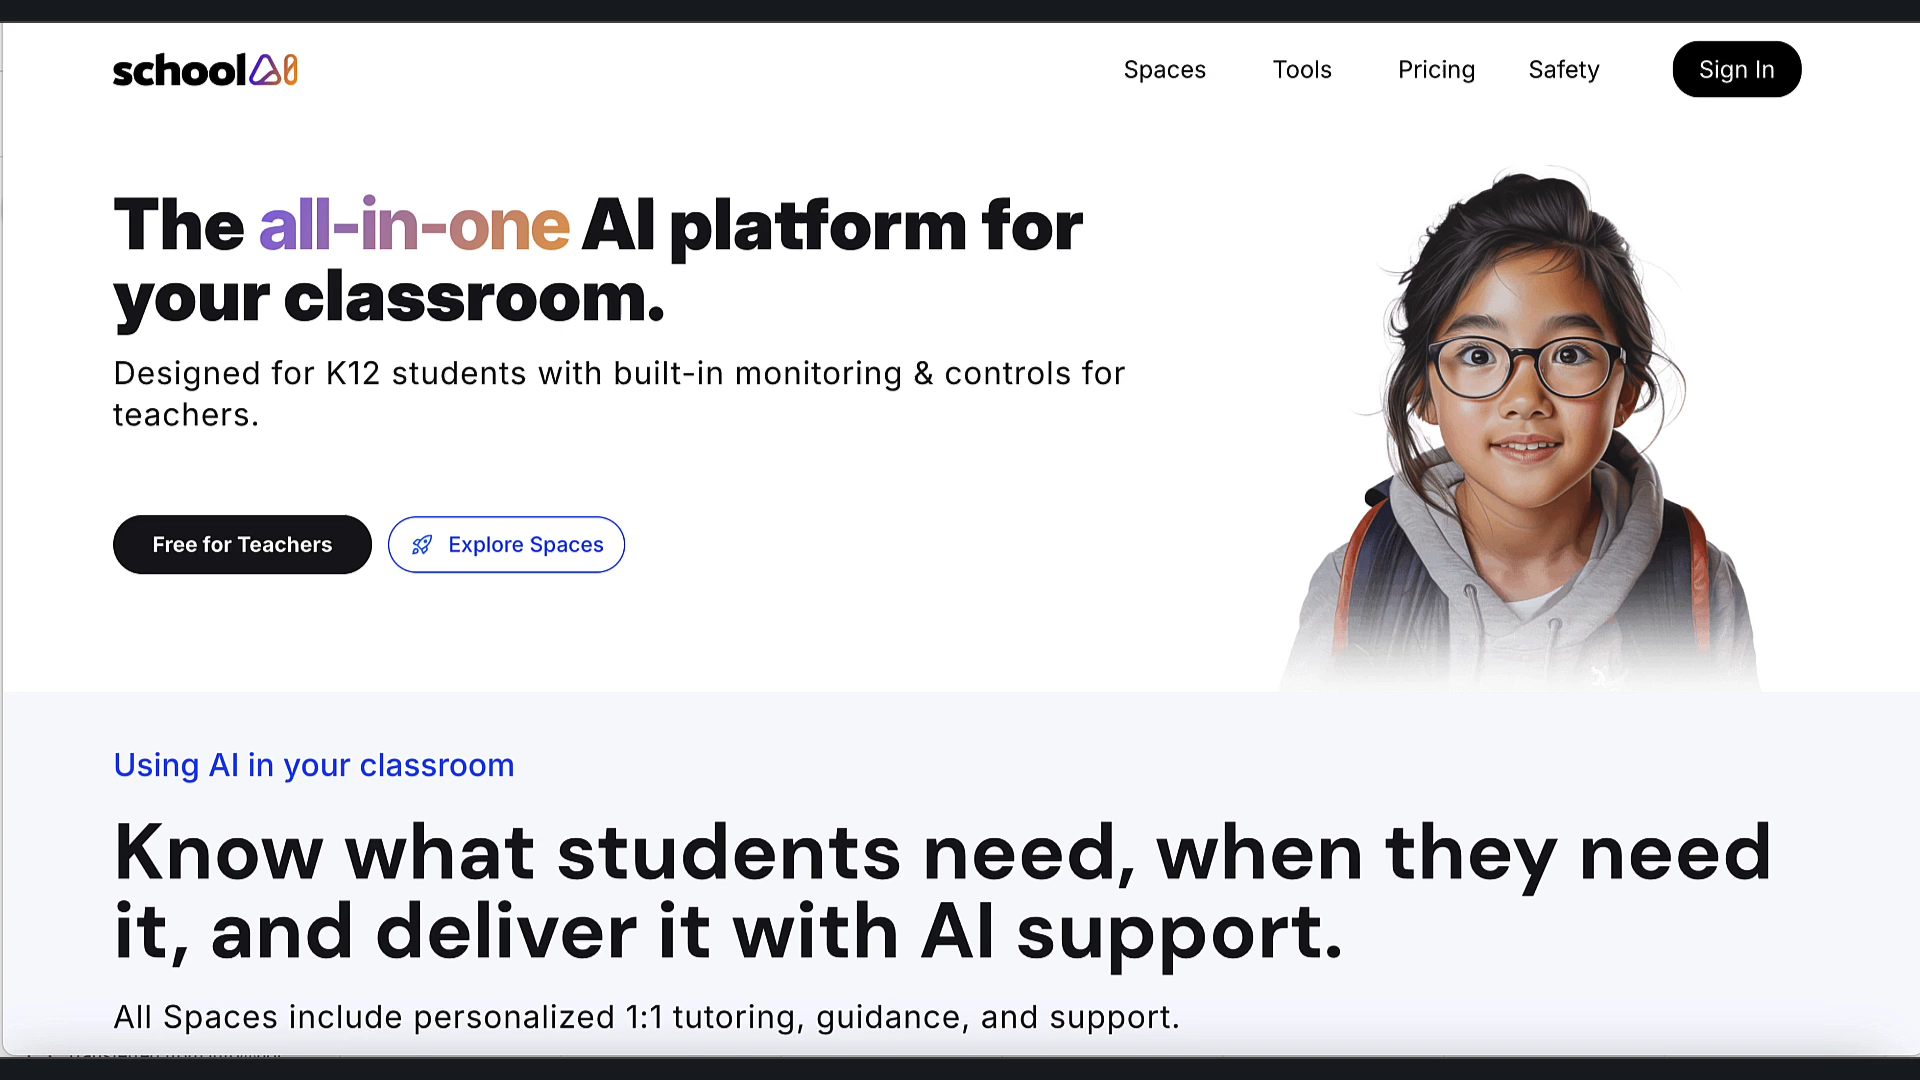 schoolAI
Spaces
Tools
Pricing
Safety
Sign In
The all-in-one AI platform for
your classroom.
Designed for K12 students with built-in monitoring & controls for
teachers.
Free for Teachers
Explore Spaces
Using AI in your classroom
Know what students need, when they need
it, and deliver it with AI support.
All Spaces include personalized 1:1 tutoring, guidance, and support.